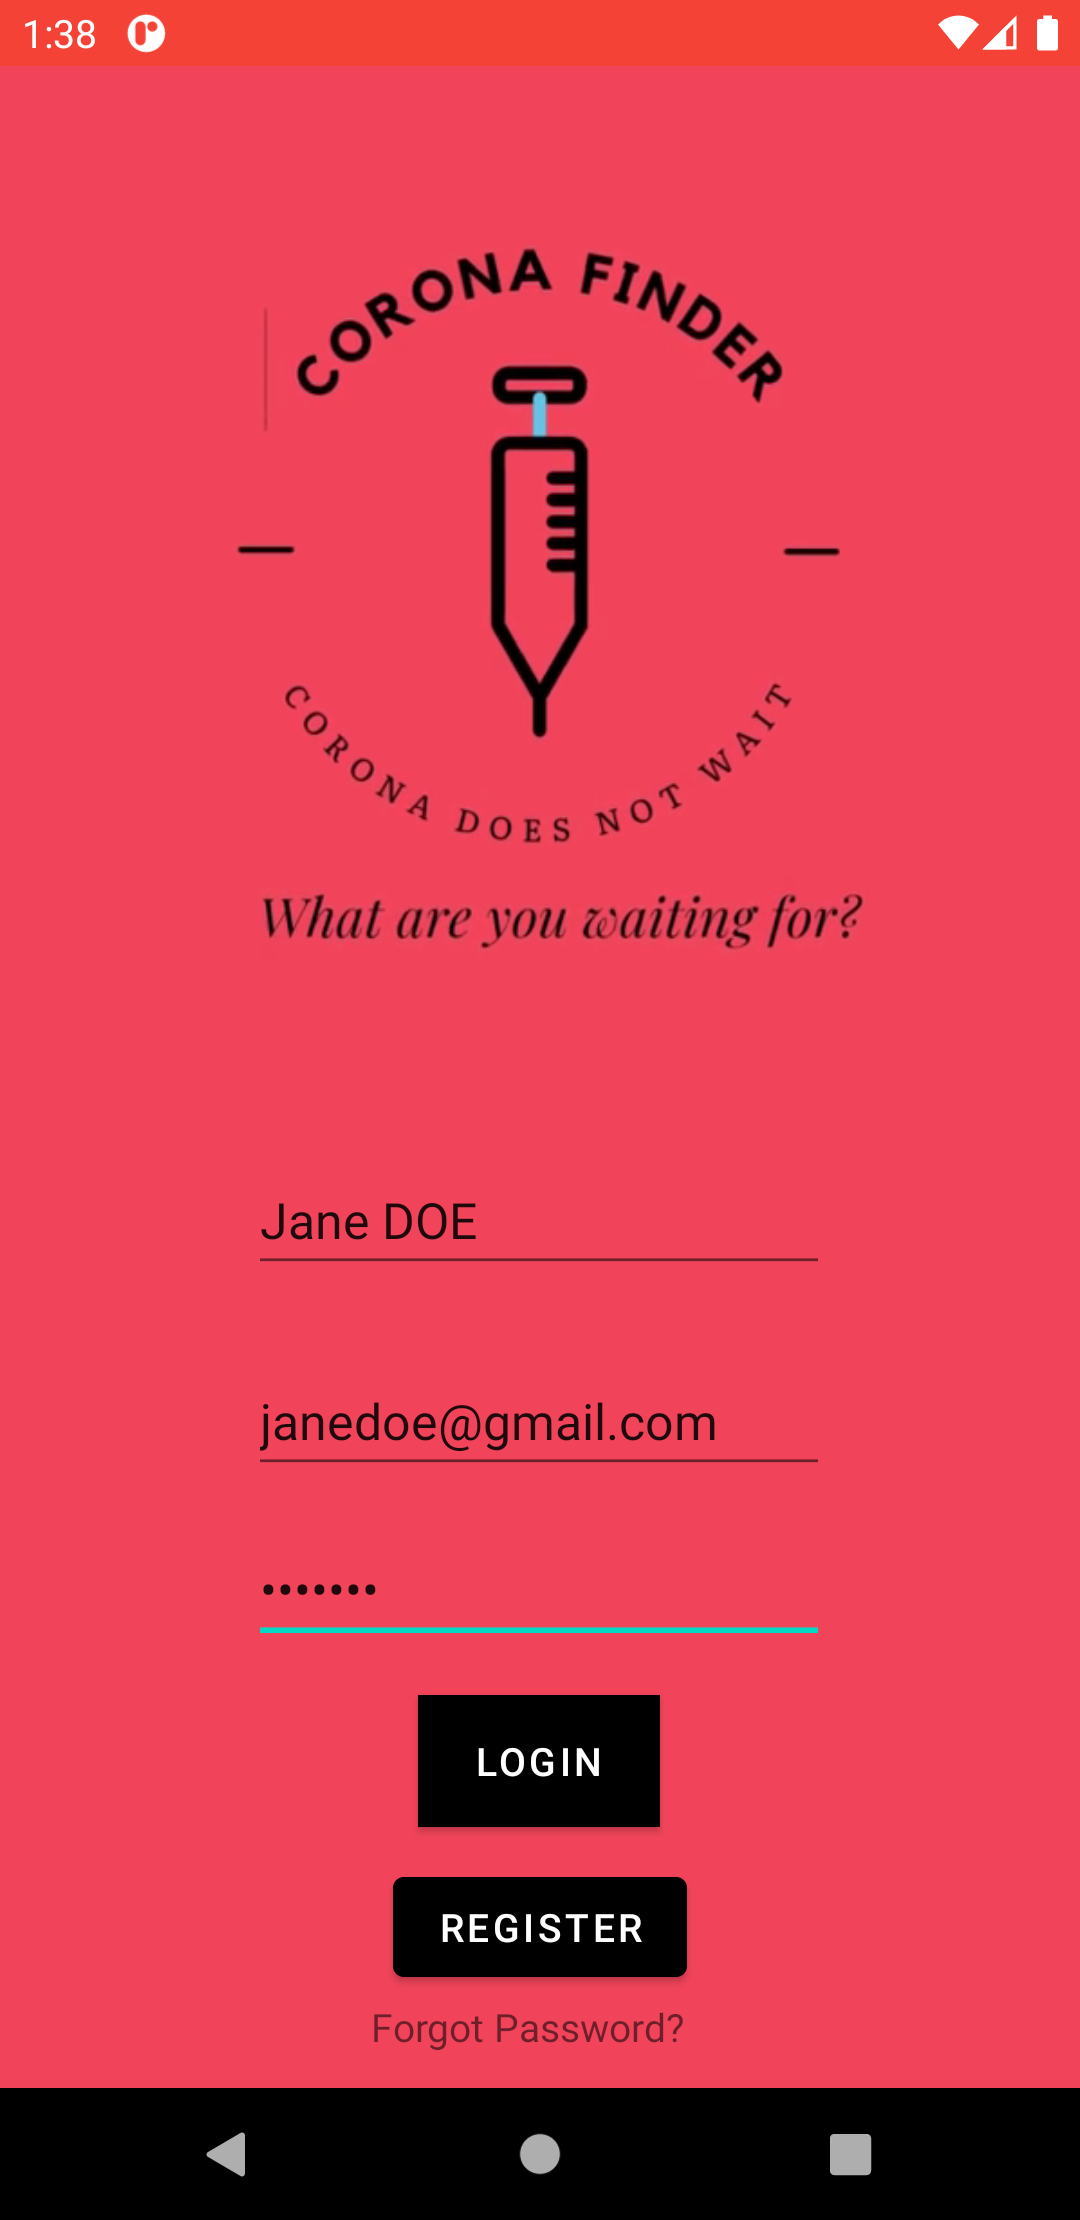 1:38
CORONA FINDER
CORONA DOES NOT WAIT
What are you waiting for?
Jane DOE
janedoe@gmail.com
•••••••
LOGIN
REGISTER
Forgot Password?